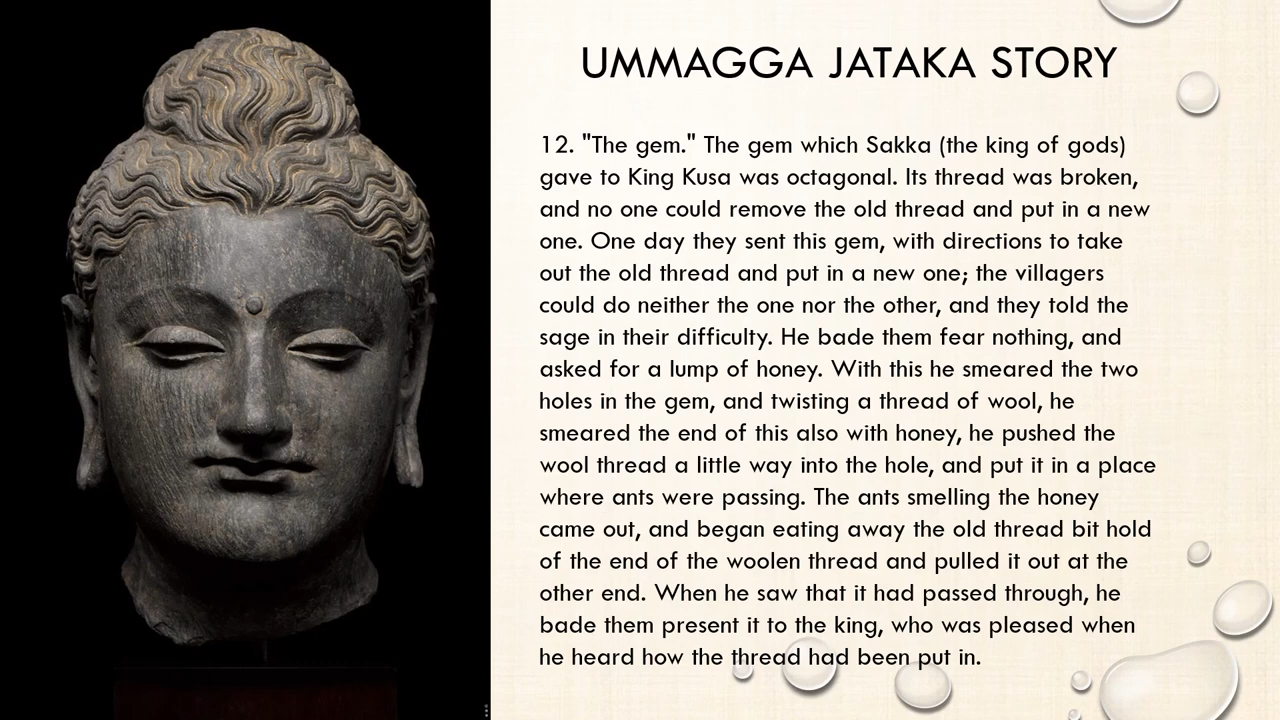 UMMAGGA JATAKA STORY
12. "The gem." The gem which Sakka (the king of gods)
gave to King Kusa was octagonal. Its thread was broken,
and no one could remove the old thread and put in a new
one. One day they sent this gem, with directions to take
out the old thread and put in a new one; the villagers
could do neither the one nor the other, and they told the
sage in their difficulty. He bade them fear nothing, and
asked for a lump of honey. With this he smeared the two
holes in the gem, and twisting a thread of wool, he
smeared the end of this also with honey, he pushed the
wool thread a little way into the hole, and put it in a place
where ants were passing. The ants smelling the honey
came out, and began eating away the old thread bit hold
of the end of the woolen thread and pulled it out at the
other end. When he saw that it had passed through, he
bade them present it to the king, who was pleased when
he heard how the thread had been put in.